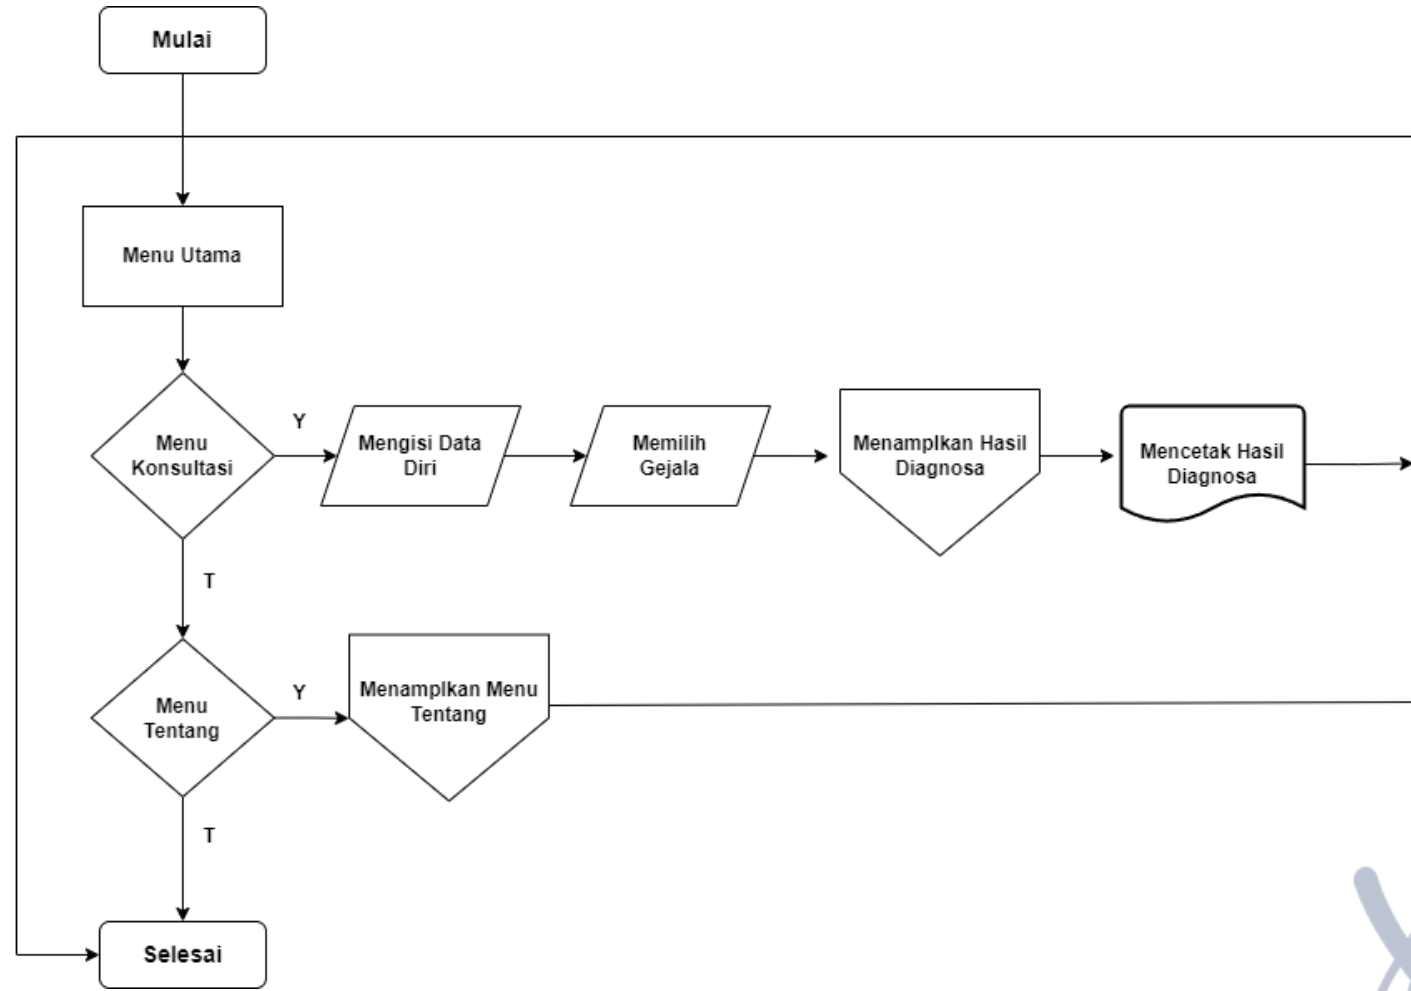 Mulai
Menu Utama
Menu
Konsultasi
Y
Mengisi Data
Diri
Memilih
Gejala
Menamplkan Hasil
Diagnosa
Mencetak Hasil
Diagnosa
T
Menu
Tentang
Y
Menamplkan Menu
Tentang
T
Selesai